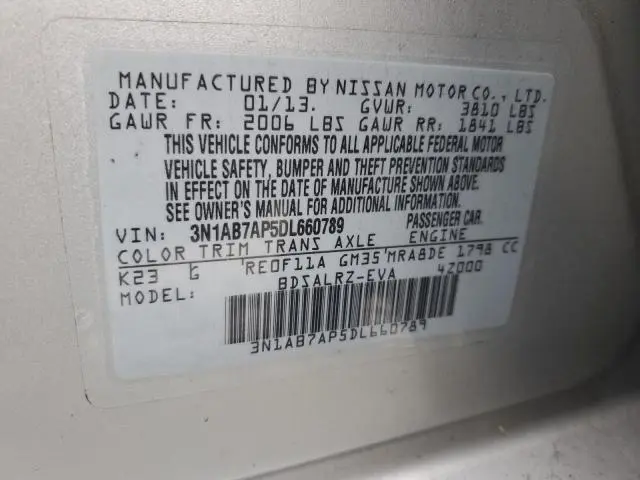 MANUFACTURED BY NISSAN MOTOR CO., LTD.
DATE: 01/13. GVWR: 3810 LBS
GAWR FR: 2006 LBS GAWR RR: 1841 LBS
THIS VEHICLE CONFORMS TO ALL APPLICABLE FEDERAL MOTOR
VEHICLE SAFETY, BUMPER AND THEFT PREVENTION STANDARDS
IN EFFECT ON THE DATE OF MANUFACTURE SHOWN ABOVE.
SEE OWNER'S MANUAL FOR ADDITIONAL INFORMATION.
VIN: 3N1AB7AP5DL660789 PASSENGER CAR
COLOR TRIM TRANS AXLE ENGINE
K23 G RE0F11A GM35 MRA8DE 1798 CC
MODEL: BDSALRZ-EVA 42000
3N1AB7AP5DL660789